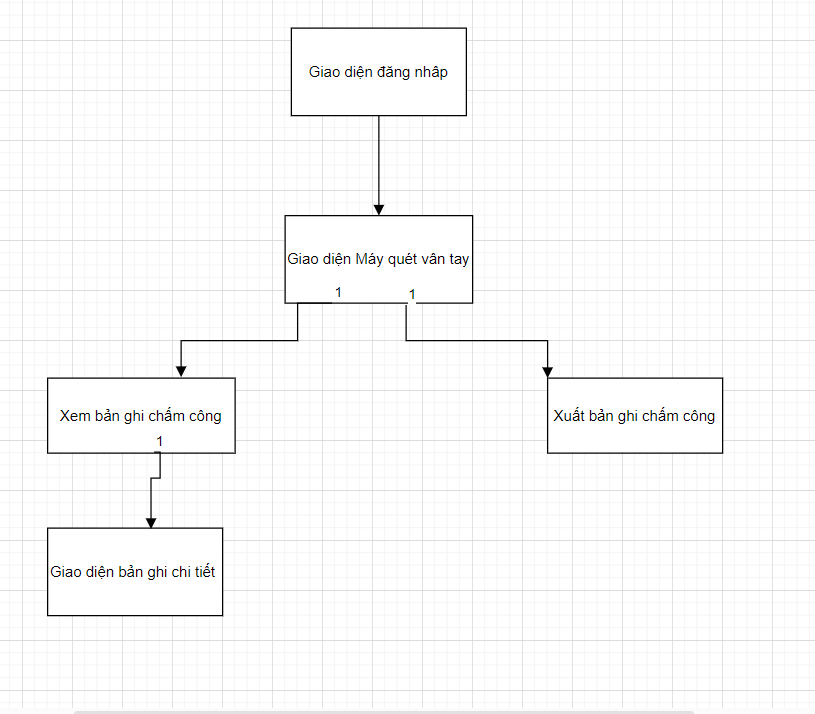 Giao diện đăng nhâp
Giao diện Máy quét vân tay
1
1
Xem bản ghi chấm công
1
Xuất bản ghi chấm công
Giao diện bản ghi chi tiết